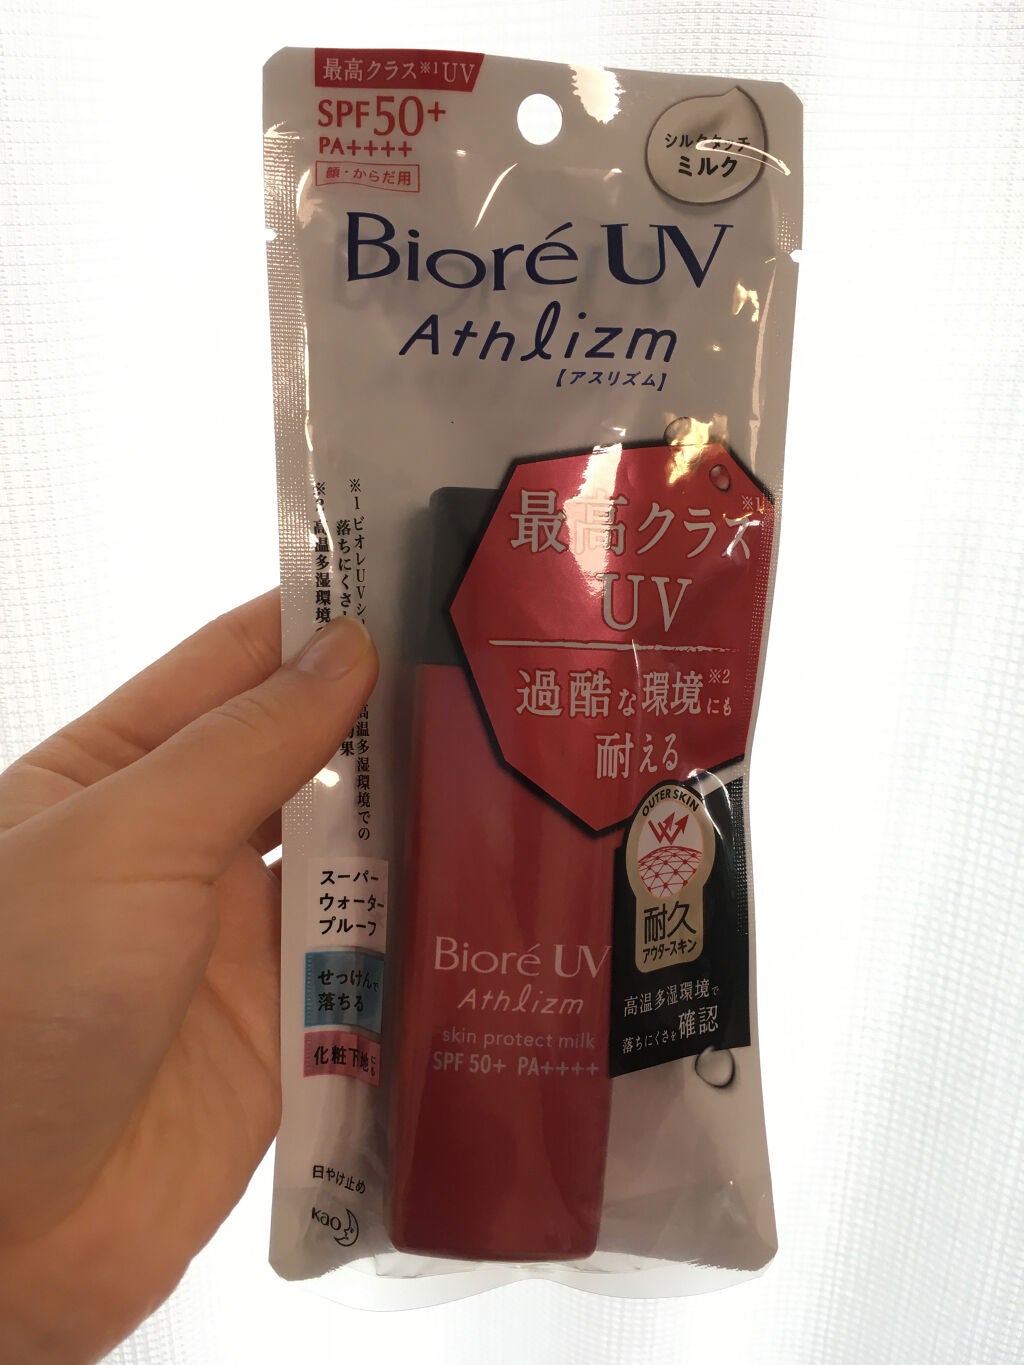 最高クラス※1UV
SPF50+
PA++++
顔・からだ用
シルクタッチ
ミルク
Bioré UV
Athlizm
【アスリズム】
最高クラス※1
UV
過酷な環境※2にも
耐える
※1 ビオレUV
高温多湿環境での
落ちにくさ
効果
※2 高温多湿環境
OUTER SKIN
耐久
アウタースキン
高温多湿環境で
落ちにくさを確認
スーパー
ウォーター
プルーフ
せっけんで
落ちる
化粧下地にも
Bioré UV
Athlizm
skin protect milk
SPF 50+ PA++++
日やけ止め
Kao